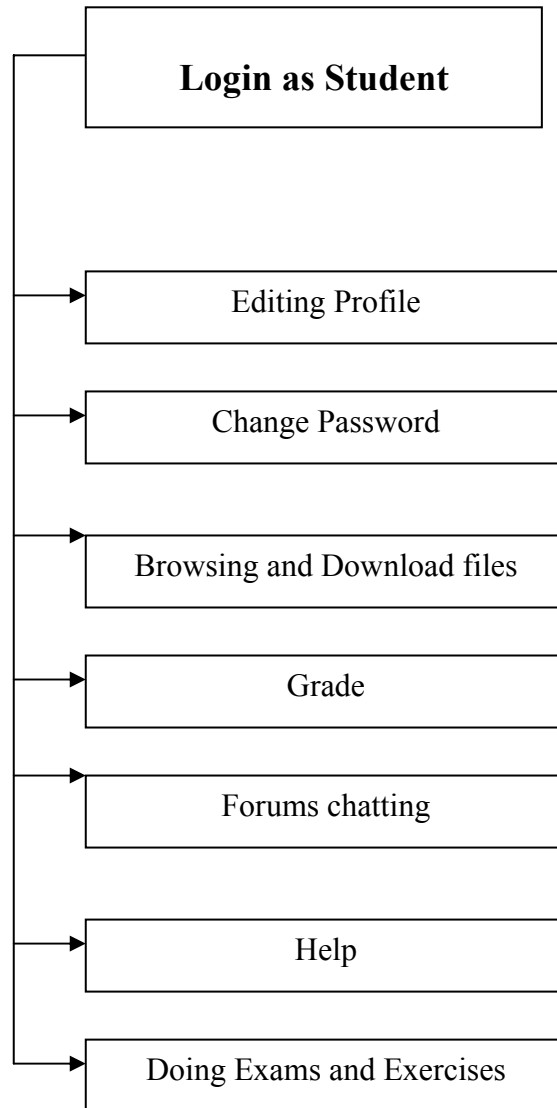 Login as Student
Editing Profile
Change Password
Browsing and Download files
Grade
Forums chatting
Help
Doing Exams and Exercises